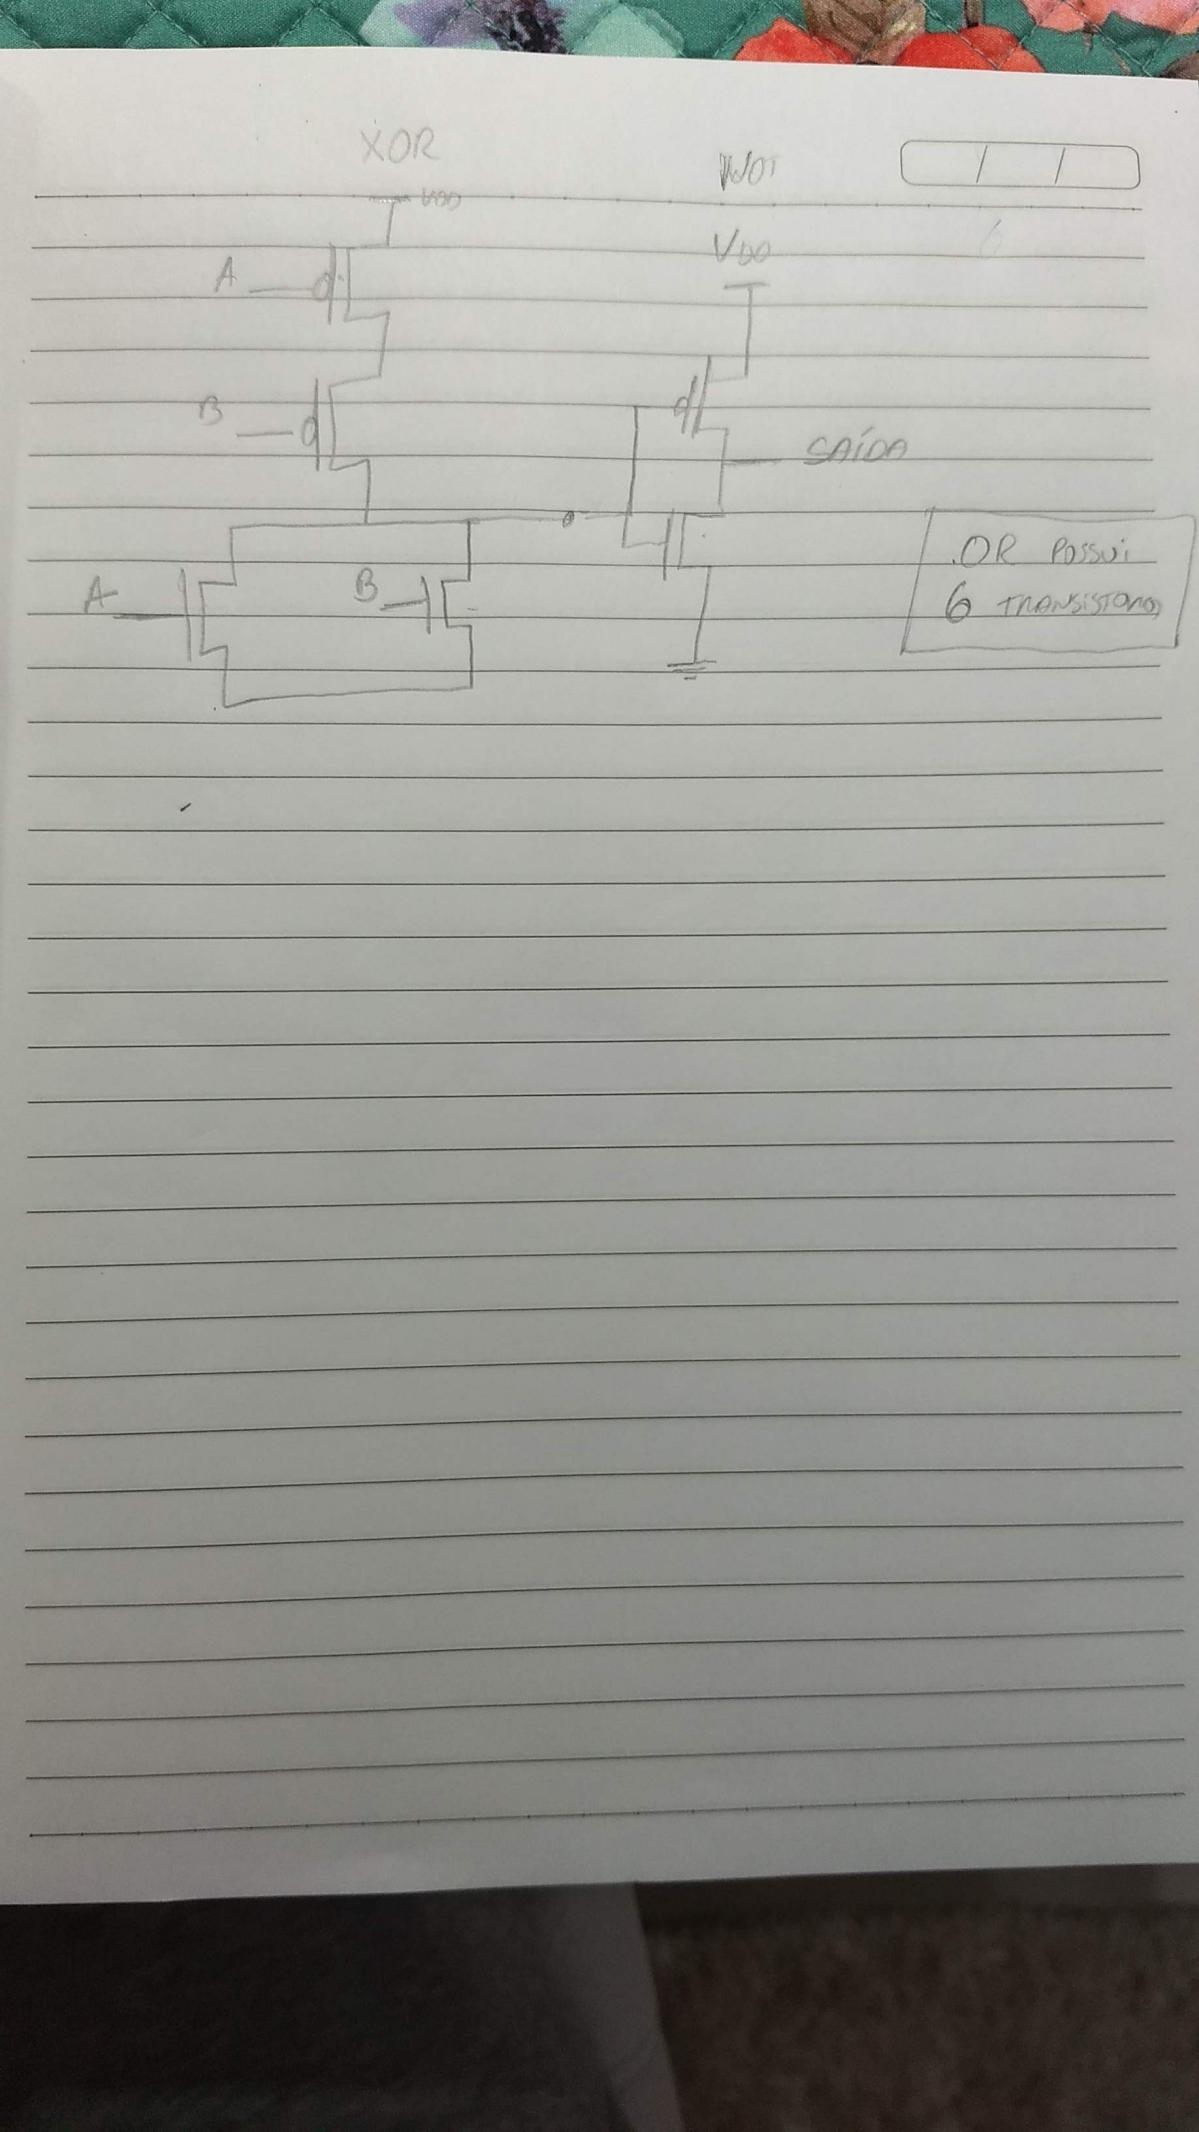 XOR
NOT
/ /
VDD
VDD
A
B
SAÍDA
A
B
.OR POSSUI
6 TRANSISTORES